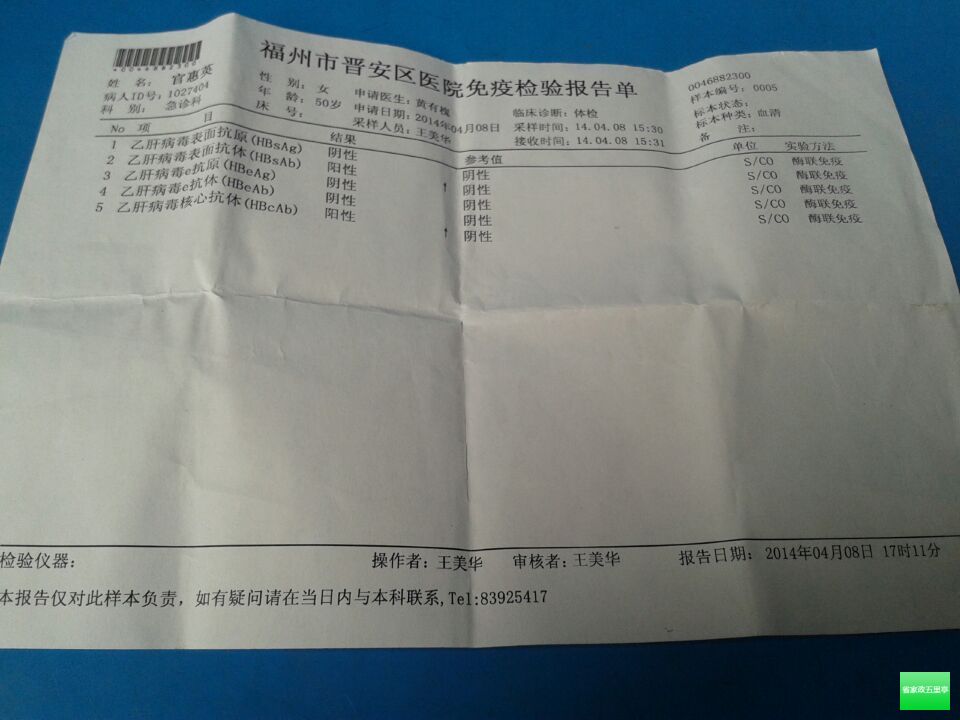 *0046882300
福州市晋安区医院免疫检验报告单
0046882300
姓 名: 官惠英 性 别: 女 申请医生: 黄有槐 临床诊断: 体检 样本编号: 0005
病人ID号: 1027404 年 龄: 50岁 申请日期: 2014年04月08日 采样时间: 14.04.08 15:30 标本状态:
科 别: 急诊科 床 号: 采样人员: 王美华 接收时间: 14.04.08 15:31 标本种类: 血清
备 注:
No 项 目 结果 参考值 单位 实验方法
1 乙肝病毒表面抗原(HBsAg) 阴性 阴性 S/CO 酶联免疫
2 乙肝病毒表面抗体(HBsAb) 阳性 ↑ 阴性 S/CO 酶联免疫
3 乙肝病毒e抗原(HBeAg) 阴性 阴性 S/CO 酶联免疫
4 乙肝病毒e抗体(HBeAb) 阴性 阴性 S/CO 酶联免疫
5 乙肝病毒核心抗体(HBcAb) 阳性 ↑ 阴性 S/CO 酶联免疫
检验仪器: 操作者: 王美华 审核者: 王美华 报告日期: 2014年04月08日 17时11分
本报告仅对此样本负责，如有疑问请在当日内与本科联系,Tel:83925417
省家政五里亭